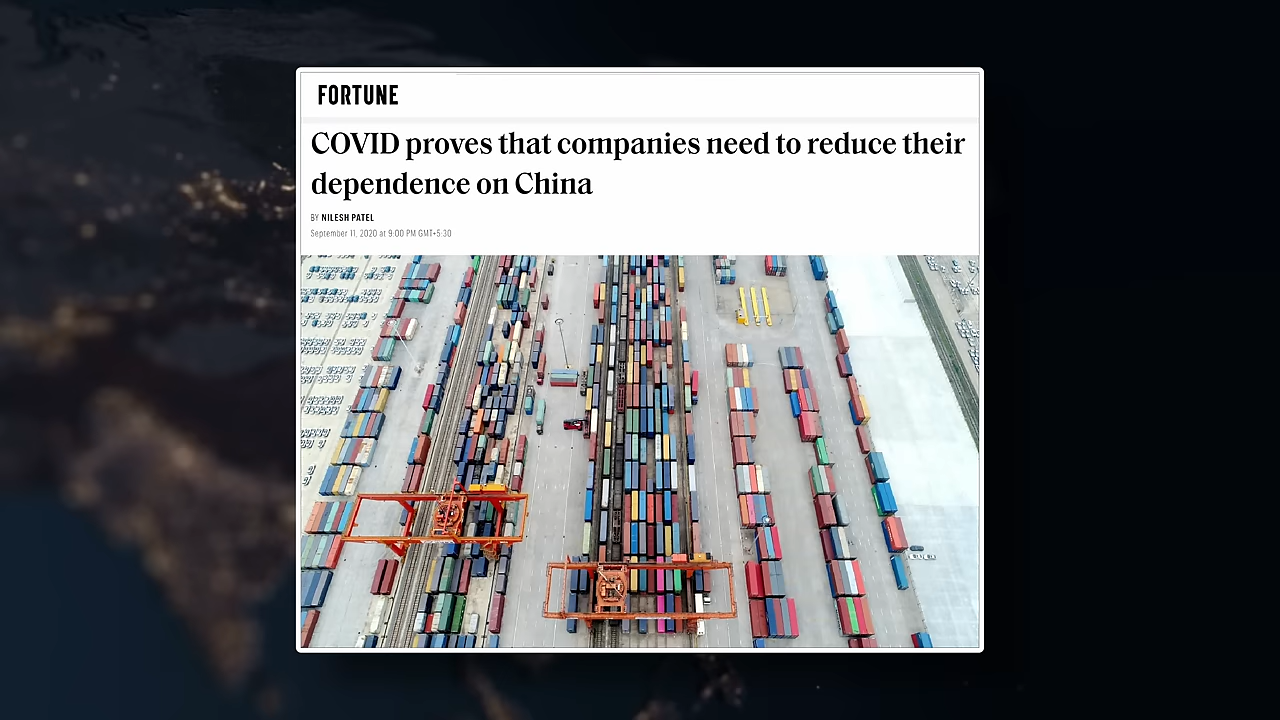 FORTUNE
COVID proves that companies need to reduce their
dependence on China
BY NILESH PATEL
September 11, 2020 at 9:00 PM GMT+5:30